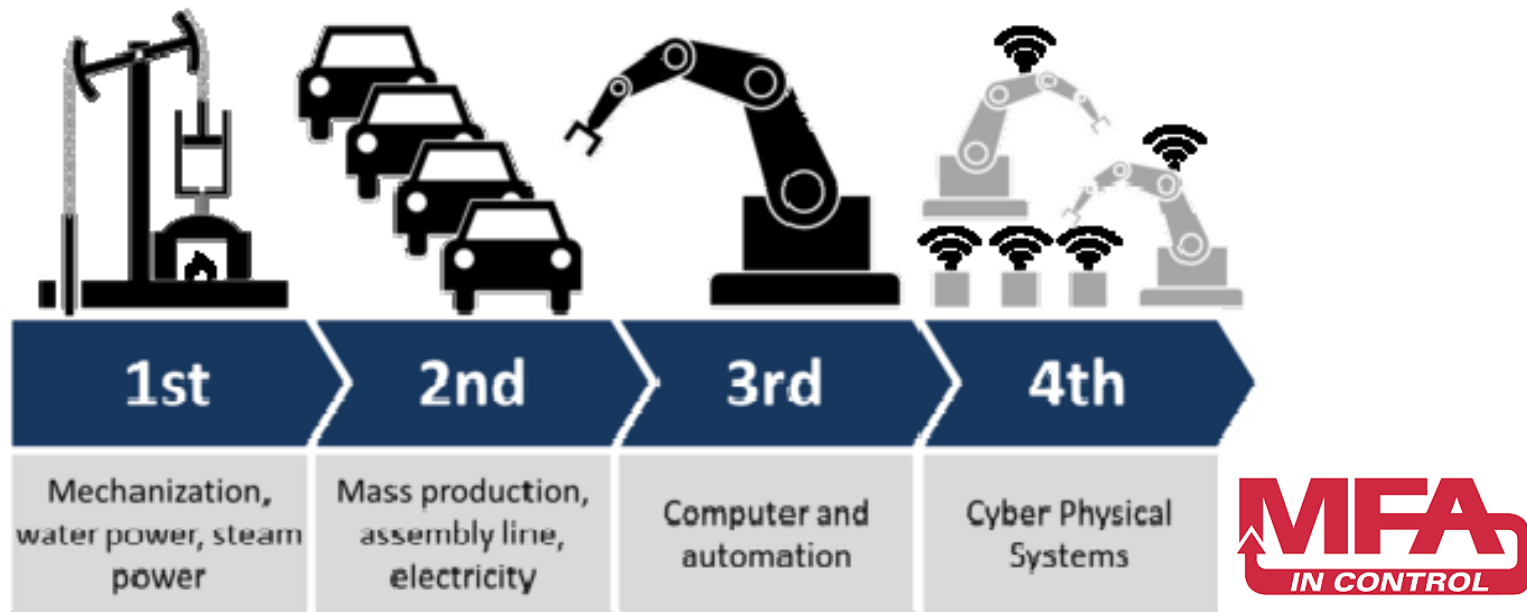 1st
2nd
3rd
4th
Mechanization,
water power, steam
power
Mass production,
assembly line,
electricity
Computer and
automation
Cyber Physical
Systems
MFA
IN CONTROL